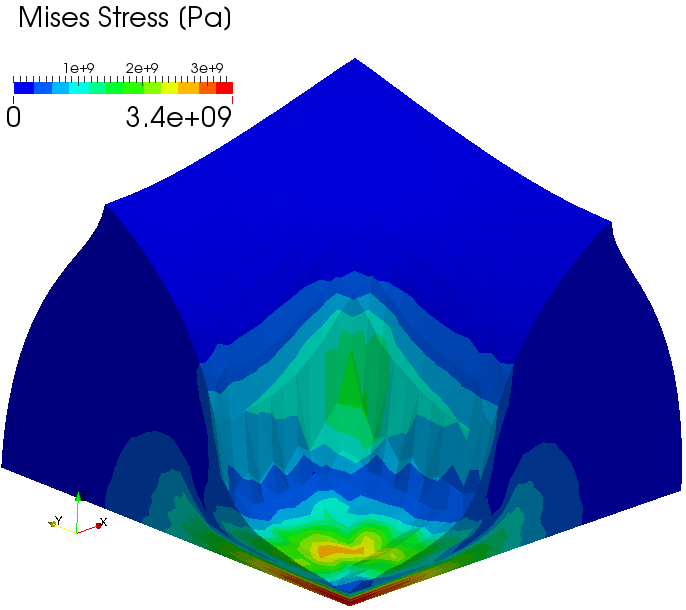 Mises Stress (Pa)
1e+9 2e+9 3e+9
0 3.4e+09
Y X